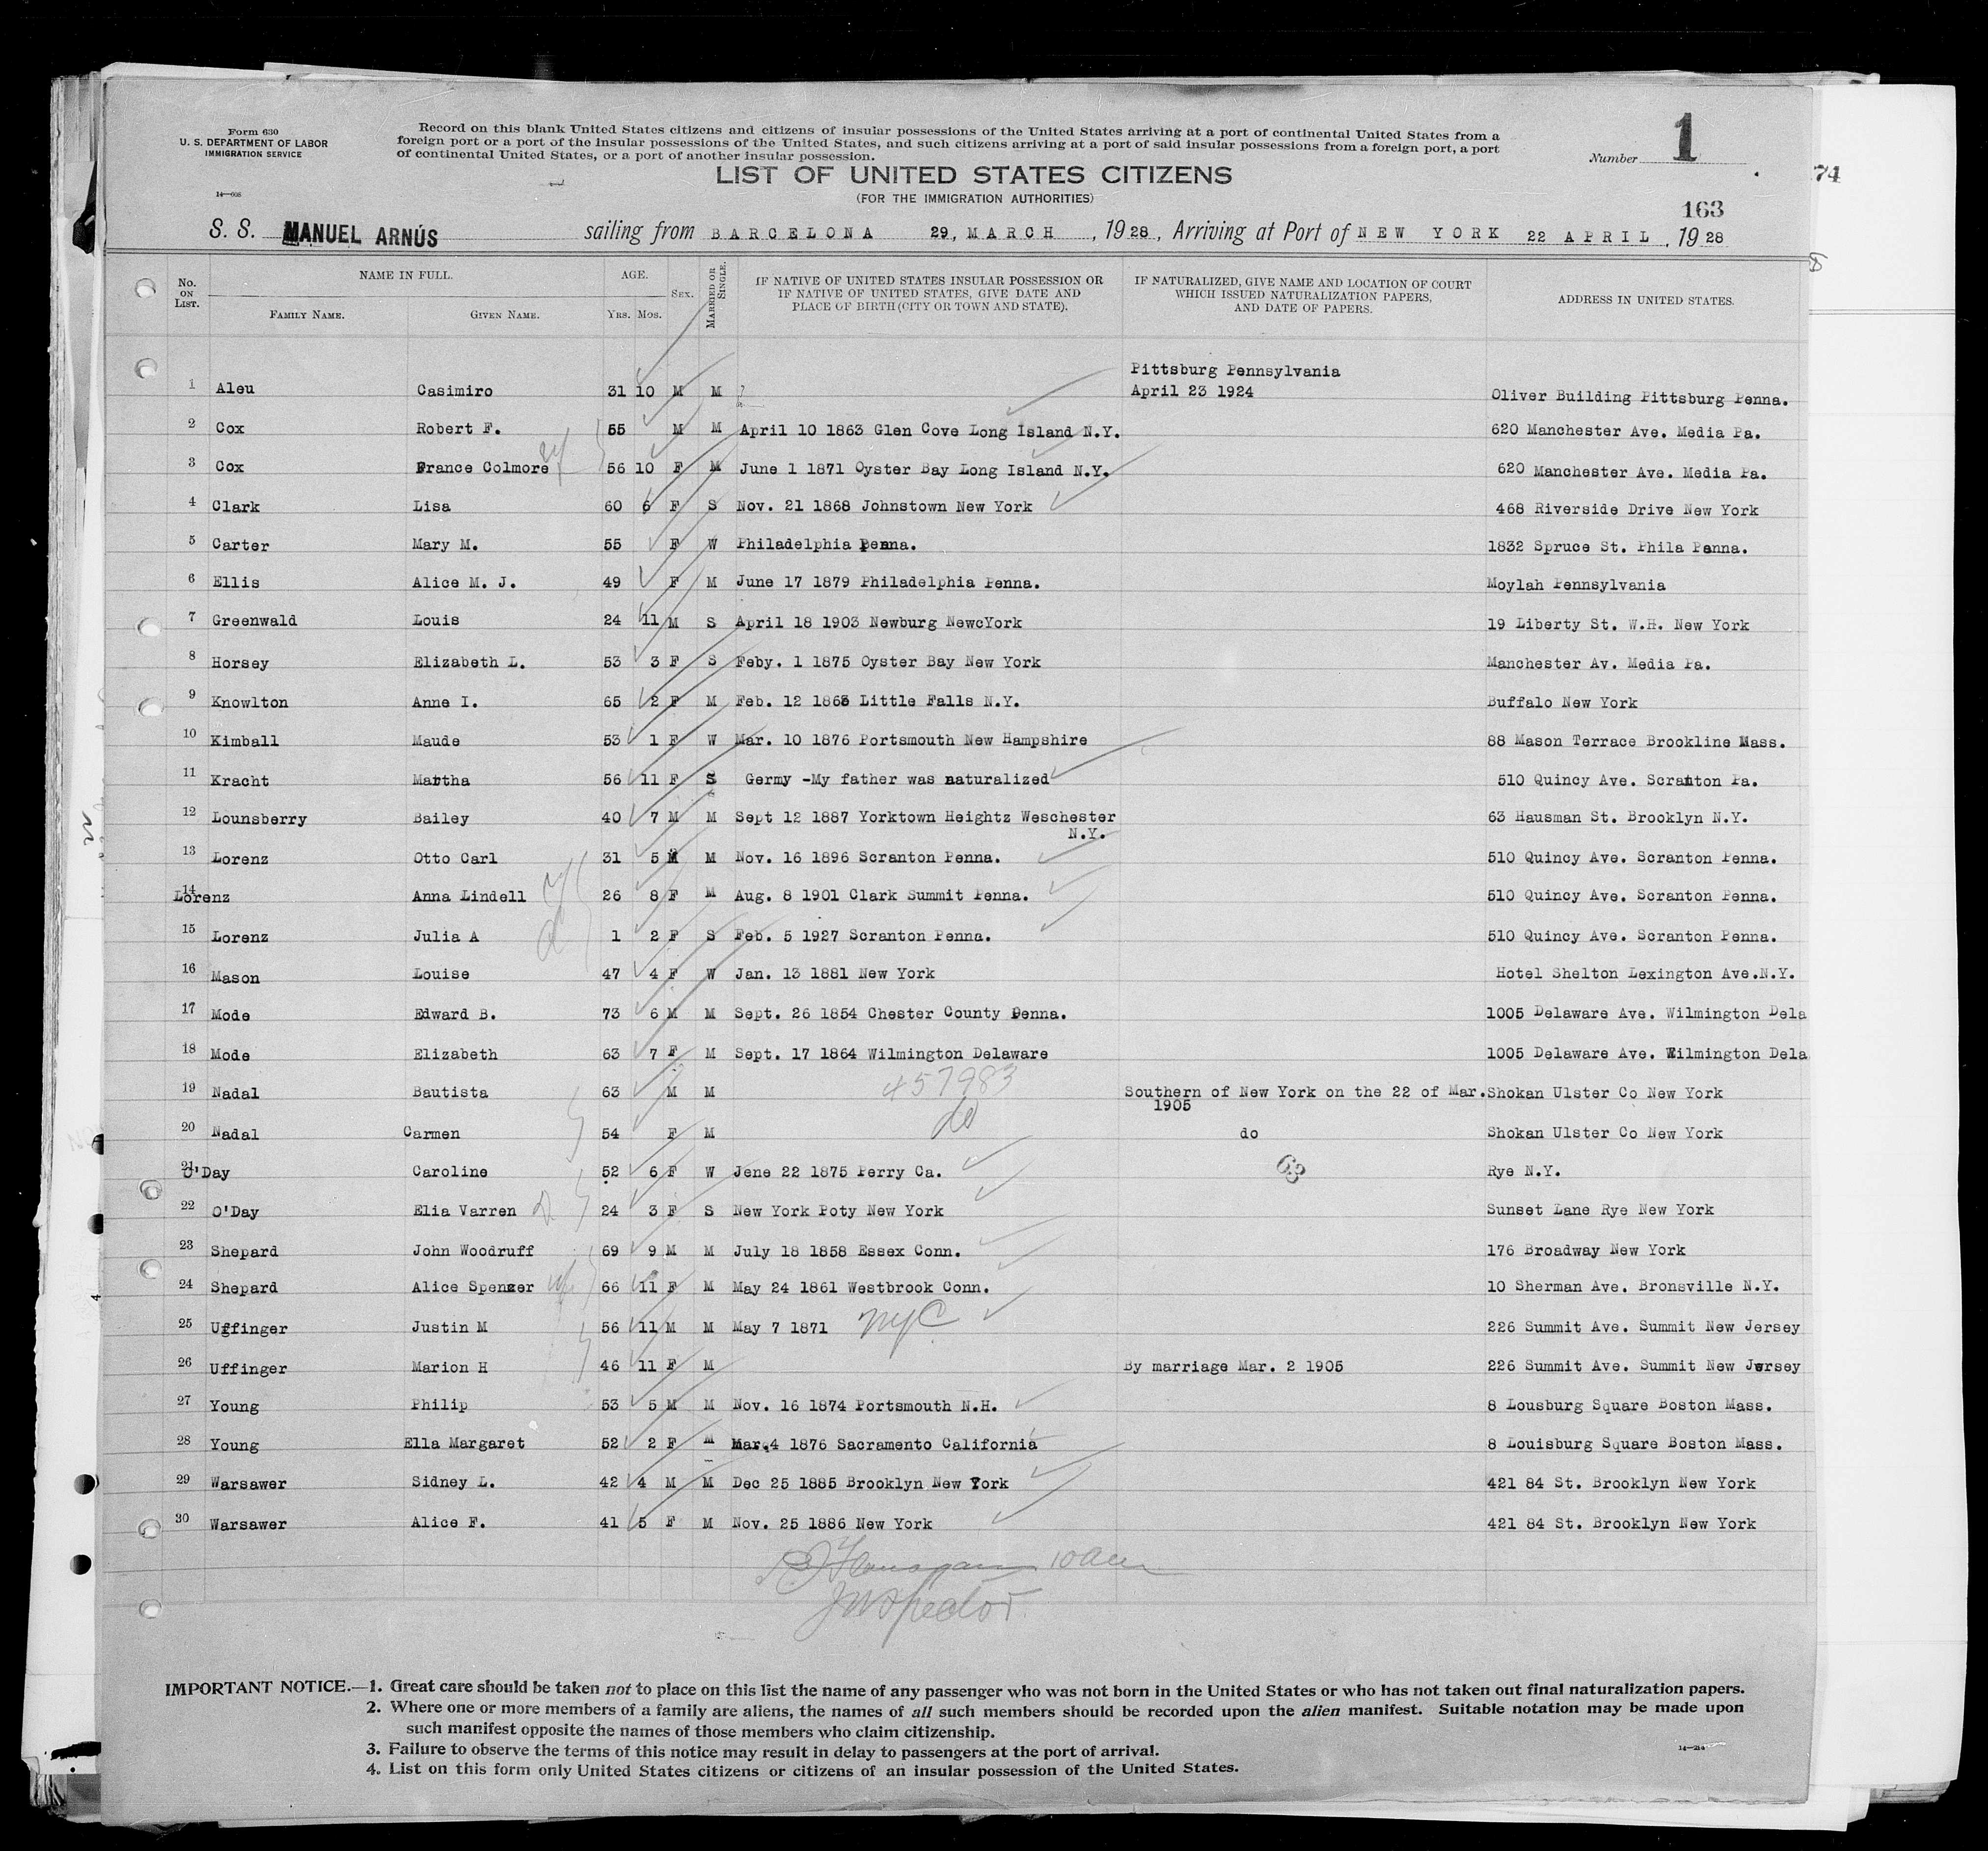 Form 630
U. S. DEPARTMENT OF LABOR
IMMIGRATION SERVICE
14—608
Record on this blank United States citizens and citizens of insular possessions of the United States arriving at a port of continental United States from a
foreign port or a port of the insular possessions of the United States, and such citizens arriving at a port of said insular possessions from a foreign port, a port
of continental United States, or a port of another insular possession.
Number 1
74
LIST OF UNITED STATES CITIZENS
(FOR THE IMMIGRATION AUTHORITIES)
163
S. S. MANUEL ARNÚS sailing from BARCELONA 29, MARCH , 1928, Arriving at Port of NEW YORK 22 APRIL , 1928
No. ON LIST. NAME IN FULL. FAMILY NAME. GIVEN NAME. AGE. YRS. MOS. SEX. MARRIED OR SINGLE. IF NATIVE OF UNITED STATES INSULAR POSSESSION OR IF NATIVE OF UNITED STATES, GIVE DATE AND PLACE OF BIRTH (CITY OR TOWN AND STATE). IF NATURALIZED, GIVE NAME AND LOCATION OF COURT WHICH ISSUED NATURALIZATION PAPERS, AND DATE OF PAPERS. ADDRESS IN UNITED STATES.
Pittsburg Pennsylvania
1 Aleu Casimiro 31 10 M M April 23 1924 Oliver Building Pittsburg Penna.
2 Cox Robert F. 55 M M April 10 1863 Glen Cove Long Island N.Y. 620 Manchester Ave. Media Pa.
3 Cox France Colmore 56 10 F M June 1 1871 Oyster Bay Long Island N.Y. 620 Manchester Ave. Media Pa.
4 Clark Lisa 60 6 F S Nov. 21 1868 Johnstown New York 468 Riverside Drive New York
5 Carter Mary M. 55 F W Philadelphia Penna. 1832 Spruce St. Phila Penna.
6 Ellis Alice M. J. 49 F M June 17 1879 Philadelphia Penna. Moylah Pennsylvania
7 Greenwald Louis 24 11 M S April 18 1903 Newburg NewcYork 19 Liberty St. W.H. New York
8 Horsey Elizabeth L. 53 3 F S Feby. 1 1875 Oyster Bay New York Manchester Av. Media Pa.
9 Knowlton Anne I. 65 2 F M Feb. 12 1863 Little Falls N.Y. Buffalo New York
10 Kimball Maude 53 1 F W Mar. 10 1876 Portsmouth New Hampshire 88 Mason Terrace Brookline Mass.
11 Kracht Martha 56 11 F S Germy -My father was naturalized 510 Quincy Ave. Scranton Pa.
12 Lounsberry Bailey 40 7 M M Sept 12 1887 Yorktown Heightz Weschester 63 Hausman St. Brooklyn N.Y.
N.Y.
13 Lorenz Otto Carl 31 5 M M Nov. 16 1896 Scranton Penna. 510 Quincy Ave. Scranton Penna.
14 Lorenz Anna Lindell 26 8 F M Aug. 8 1901 Clark Summit Penna. 510 Quincy Ave. Scranton Penna.
15 Lorenz Julia A 1 2 F S Feb. 5 1927 Scranton Penna. 510 Quincy Ave. Scranton Penna.
16 Mason Louise 47 4 F W Jan. 13 1881 New York Hotel Shelton Lexington Ave.N.Y.
17 Mode Edward B. 73 6 M M Sept. 26 1854 Chester County Penna. 1005 Delaware Ave. Wilmington Dela
18 Mode Elizabeth 63 7 F M Sept. 17 1864 Wilmington Delaware 1005 Delaware Ave. Wilmington Dela
19 Nadal Bautista 63 M M 457983 Southern of New York on the 22 of Mar. Shokan Ulster Co New York
1905
20 Nadal Carmen 54 F M do do Shokan Ulster Co New York
21 O'Day Caroline 52 6 F W Jene 22 1875 Perry Ca. 63 Rye N.Y.
22 O'Day Elia Varren 24 3 F S New York Poty New York Sunset Lane Rye New York
23 Shepard John Woodruff 69 9 M M July 18 1858 Essex Conn. 176 Broadway New York
24 Shepard Alice Spenzer 66 11 F M May 24 1861 Westbrook Conn. 10 Sherman Ave. Bronsville N.Y.
25 Uffinger Justin M 56 11 M M May 7 1871 NYC 226 Summit Ave. Summit New Jersey
26 Uffinger Marion H 46 11 F M By marriage Mar. 2 1905 226 Summit Ave. Summit New Jersey
27 Young Philip 53 5 M M Nov. 16 1874 Portsmouth N.H. 8 Lousburg Square Boston Mass.
28 Young Ella Margaret 52 2 F M Mar.4 1876 Sacramento California 8 Louisburg Square Boston Mass.
29 Warsawer Sidney L. 42 4 M M Dec 25 1885 Brooklyn New York 421 84 St. Brooklyn New York
30 Warsawer Alice F. 41 5 F M Nov. 25 1886 New York 421 84 St. Brooklyn New York
Inspector.
IMPORTANT NOTICE.—1. Great care should be taken not to place on this list the name of any passenger who was not born in the United States or who has not taken out final naturalization papers.
2. Where one or more members of a family are aliens, the names of all such members should be recorded upon the alien manifest. Suitable notation may be made upon
such manifest opposite the names of those members who claim citizenship.
3. Failure to observe the terms of this notice may result in delay to passengers at the port of arrival.
4. List on this form only United States citizens or citizens of an insular possession of the United States.
14—214